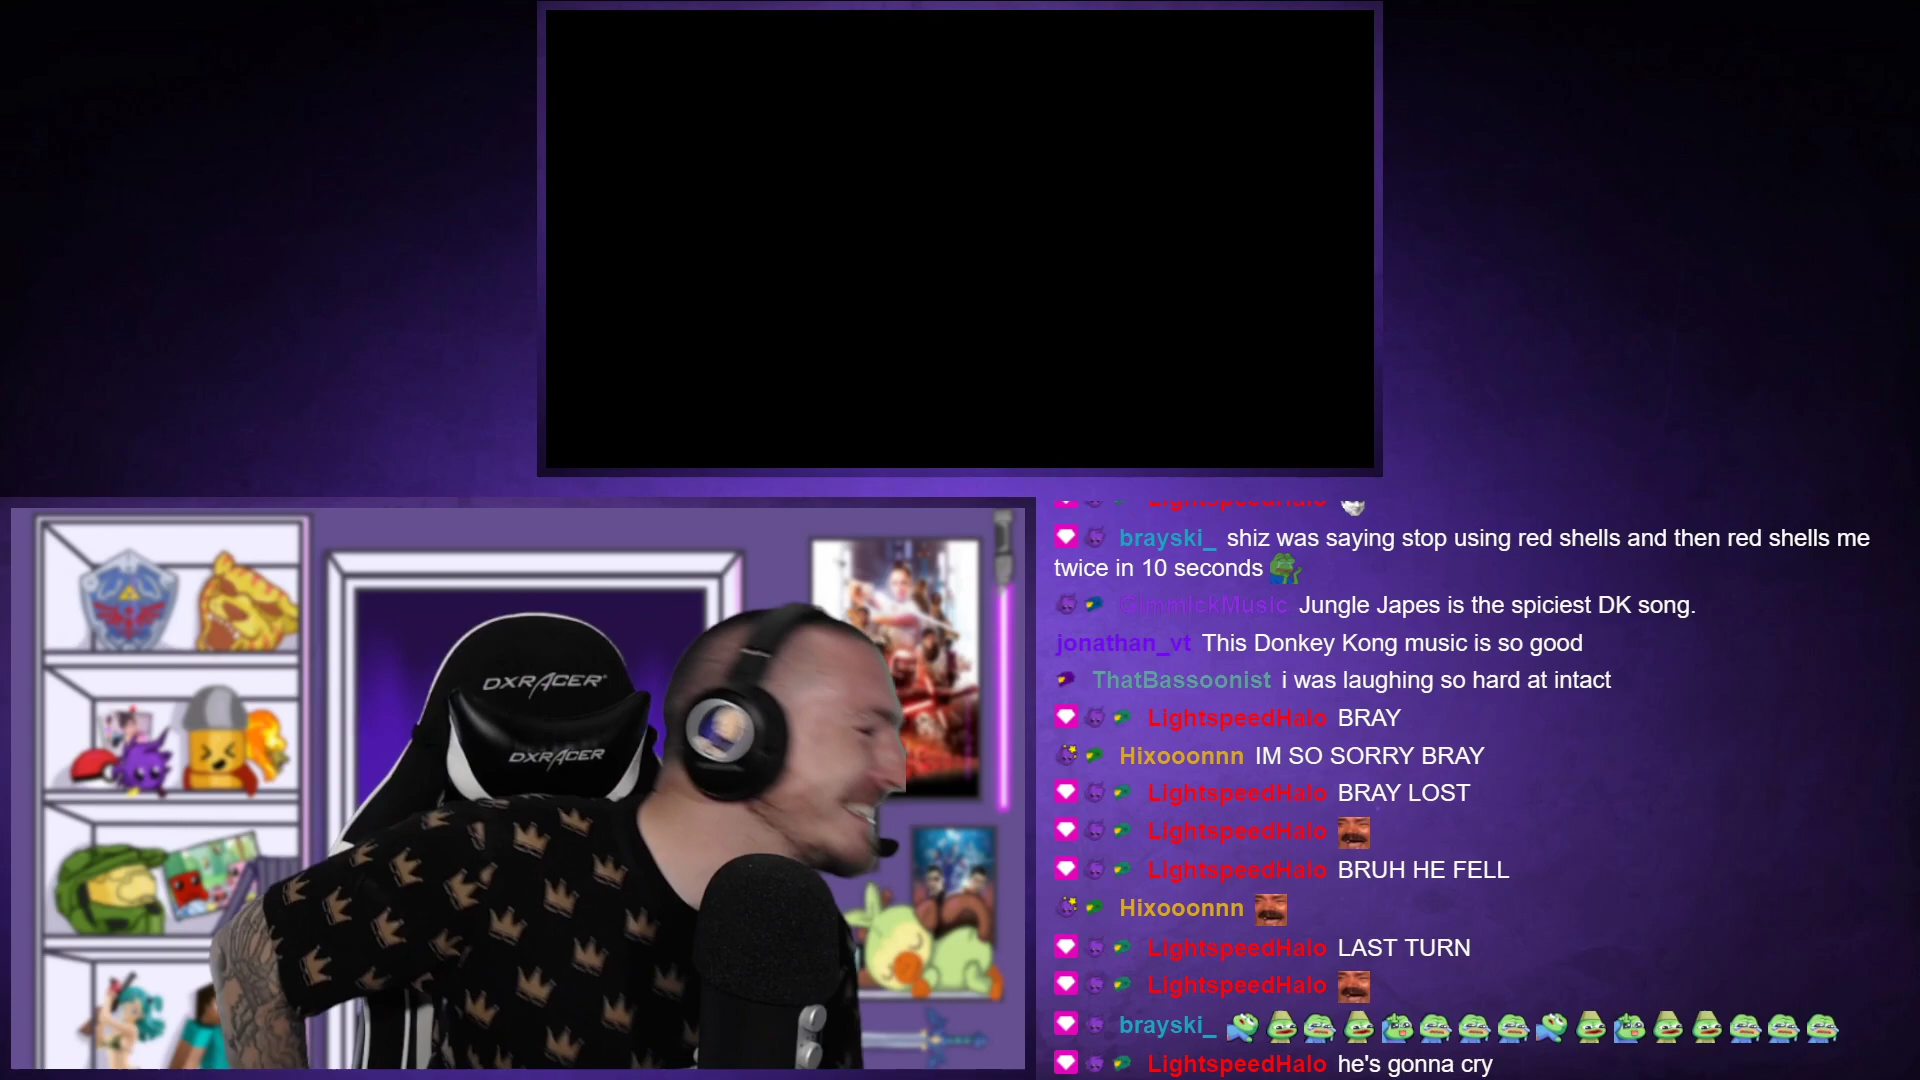 LightspeedHalo
brayski_ shiz was saying stop using red shells and then red shells me
twice in 10 seconds
GimmickMusic Jungle Japes is the spiciest DK song.
jonathan_vt This Donkey Kong music is so good
ThatBassoonist i was laughing so hard at intact
LightspeedHalo BRAY
Hixooonnn IM SO SORRY BRAY
LightspeedHalo BRAY LOST
LightspeedHalo
LightspeedHalo BRUH HE FELL
Hixooonnn
LightspeedHalo LAST TURN
LightspeedHalo
brayski_
LightspeedHalo he's gonna cry
DXRACER
DXRACER